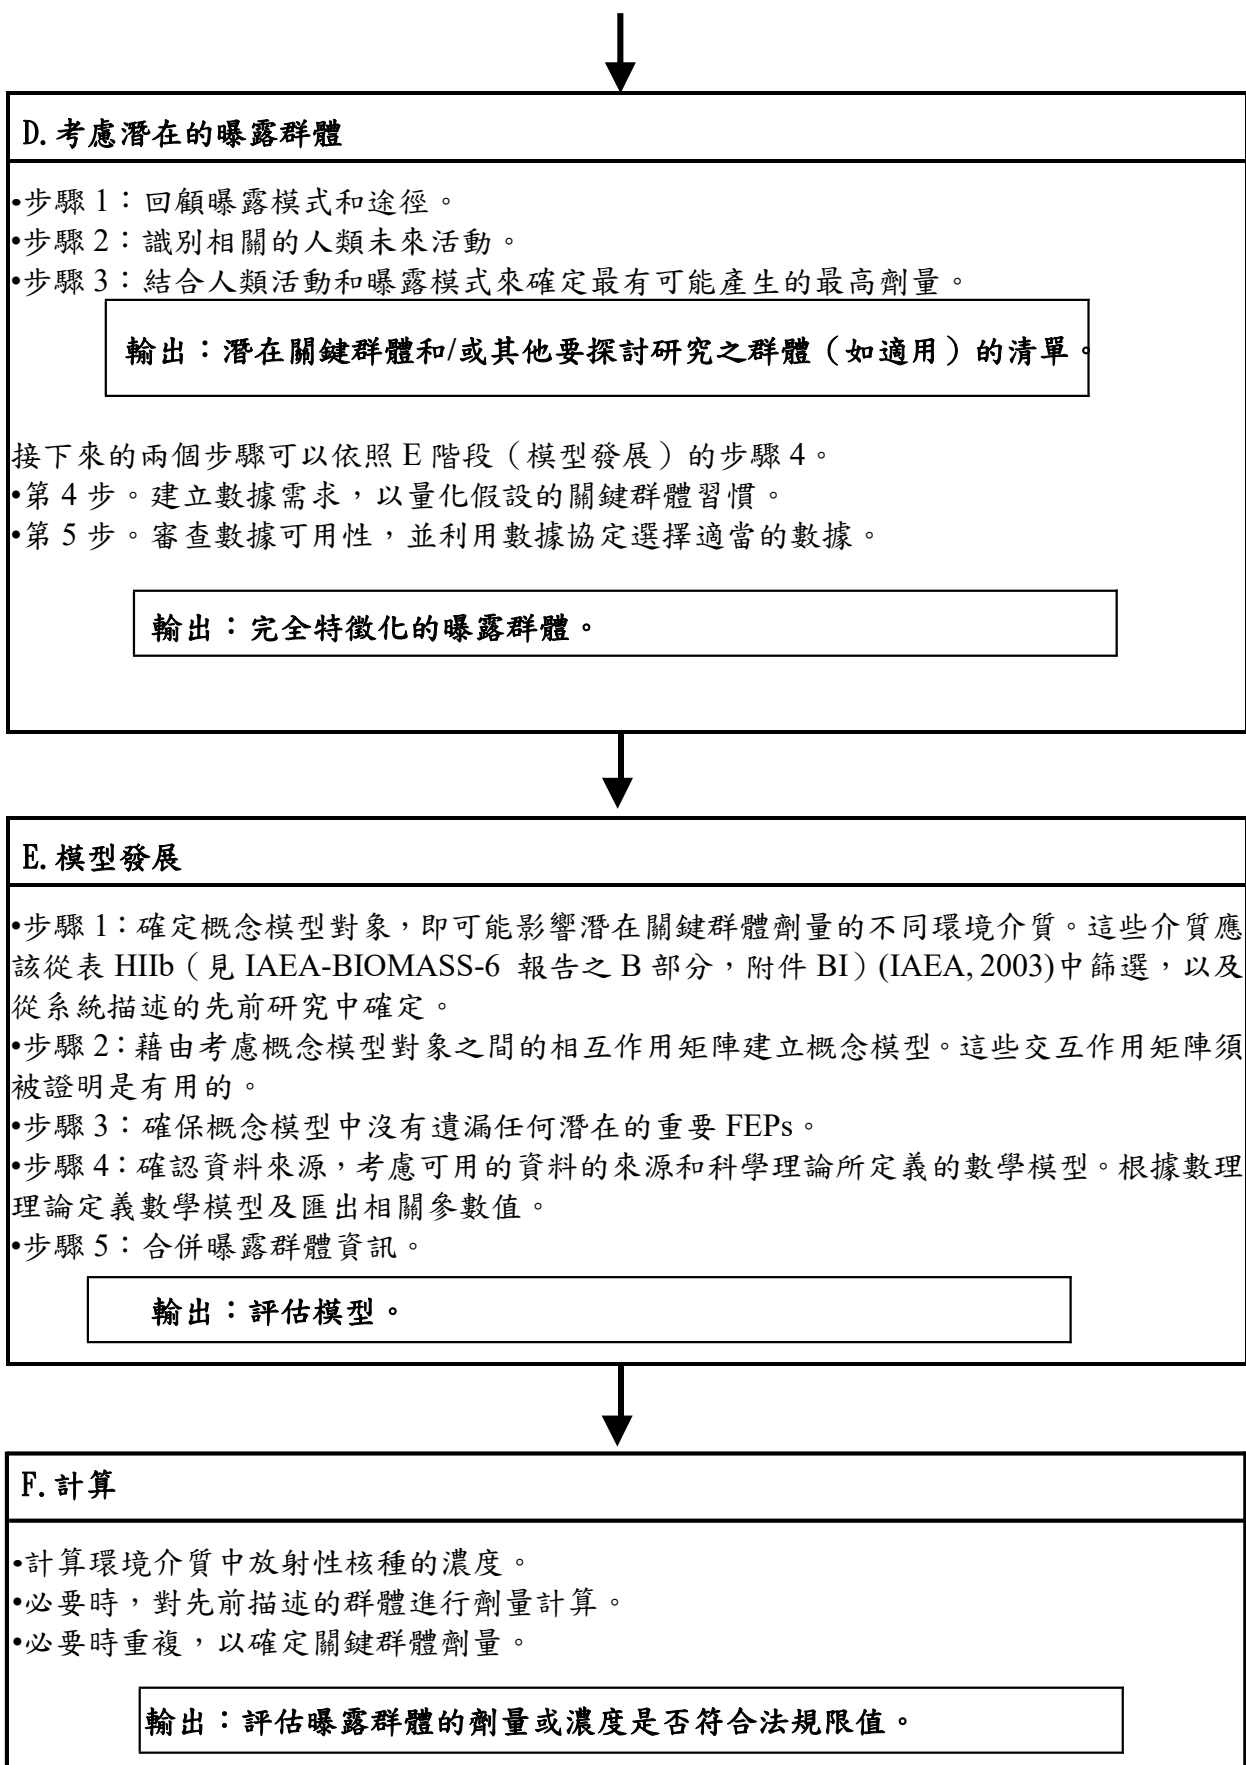 D.考慮潛在的曝露群體
•步驟 1：回顧曝露模式和途徑。
•步驟 2：識別相關的人類未來活動。
•步驟 3：結合人類活動和曝露模式來確定最有可能產生的最高劑量。
輸出：潛在關鍵群體和/或其他要探討研究之群體（如適用）的清單。
接下來的兩個步驟可以依照 E 階段（模型發展）的步驟 4。
•第 4 步。建立數據需求，以量化假設的關鍵群體習慣。
•第 5 步。審查數據可用性，並利用數據協定選擇適當的數據。
輸出：完全特徵化的曝露群體。
E.模型發展
•步驟 1：確定概念模型對象，即可能影響潛在關鍵群體劑量的不同環境介質。這些介質應
該從表 HIIb（見 IAEA-BIOMASS-6 報告之 B 部分，附件 BI）(IAEA, 2003)中篩選，以及
從系統描述的先前研究中確定。
•步驟 2：藉由考慮概念模型對象之間的相互作用矩陣建立概念模型。這些交互作用矩陣須
被證明是有用的。
•步驟 3：確保概念模型中沒有遺漏任何潛在的重要 FEPs。
•步驟 4：確認資料來源，考慮可用的資料的來源和科學理論所定義的數學模型。根據數理
理論定義數學模型及匯出相關參數值。
•步驟 5：合併曝露群體資訊。
輸出：評估模型。
F.計算
•計算環境介質中放射性核種的濃度。
•必要時，對先前描述的群體進行劑量計算。
•必要時重複，以確定關鍵群體劑量。
輸出：評估曝露群體的劑量或濃度是否符合法規限值。